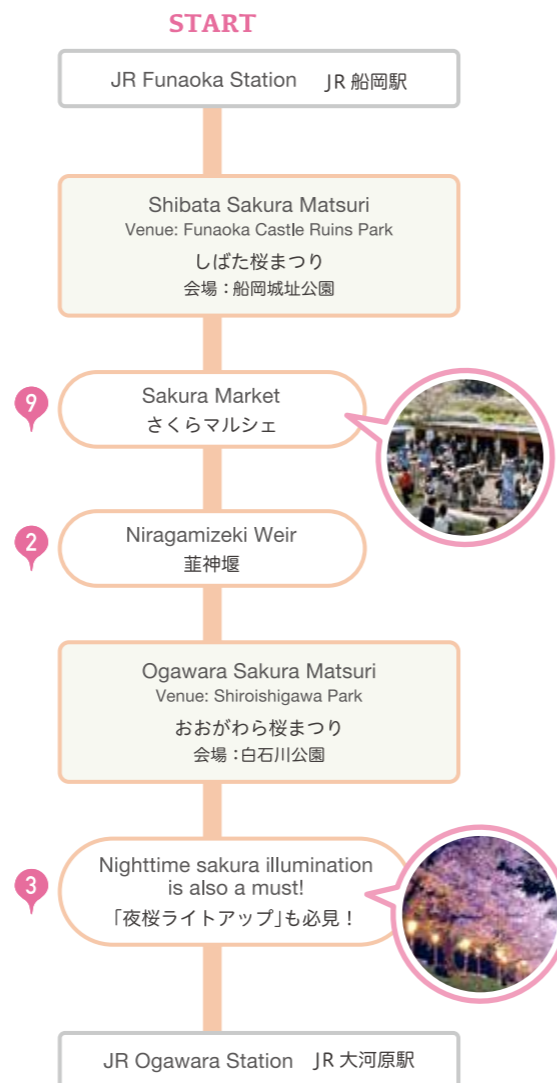 START
JR Funaoka Station JR 船岡駅
Shibata Sakura Matsuri
Venue: Funaoka Castle Ruins Park
しばた桜まつり
会場：船岡城址公園
9
Sakura Market
さくらマルシェ
2
Niragamizeki Weir
韮神堰
Ogawara Sakura Matsuri
Venue: Shiroishigawa Park
おおがわら桜まつり
会場：白石川公園
3
Nighttime sakura illumination
is also a must!
「夜桜ライトアップ」も必見！
JR Ogawara Station JR 大河原駅